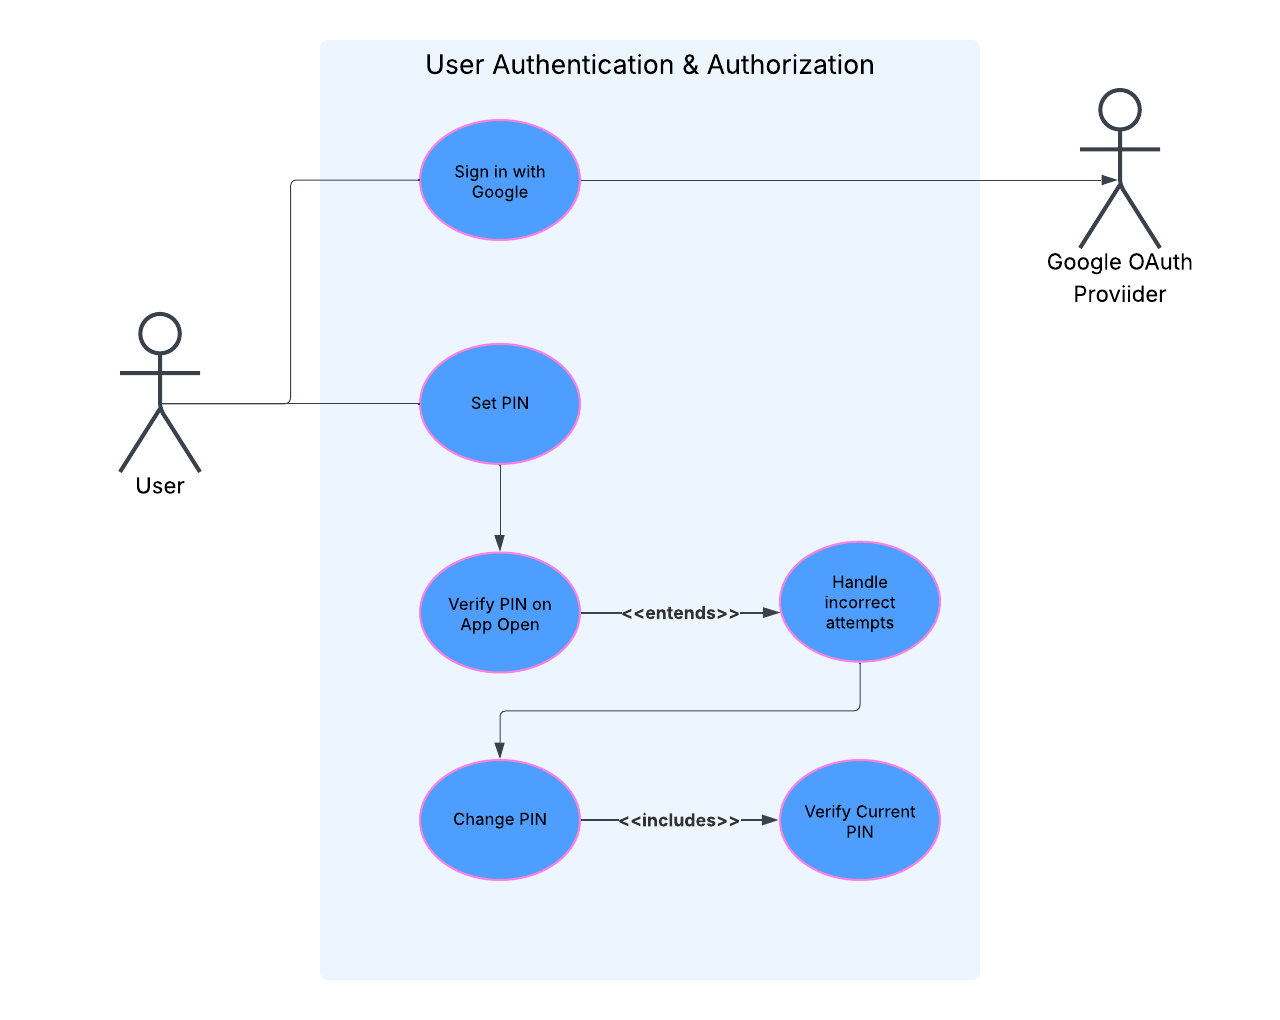 User Authentication & Authorization
Sign in with
Google
Google OAuth
Proviider
Set PIN
User
Verify PIN on
App Open
<<entends>>
Handle
incorrect
attempts
Change PIN
<<includes>>
Verify Current
PIN